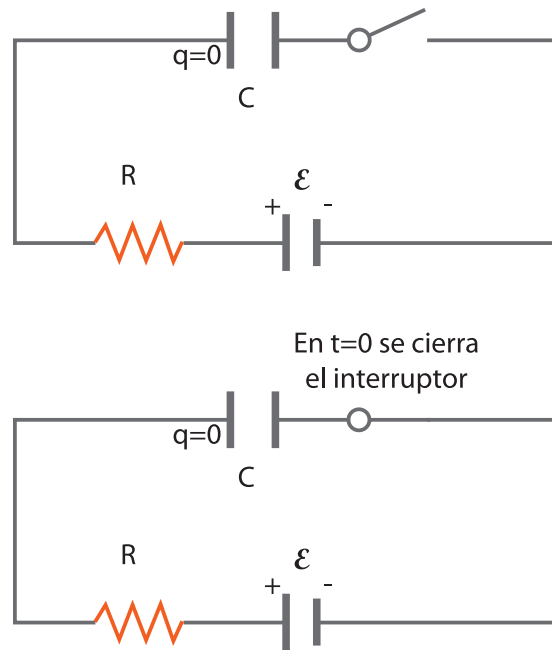 q=0
C
R
ε
+ -
En t=0 se cierra
el interruptor
q=0
C
R
ε
+ -